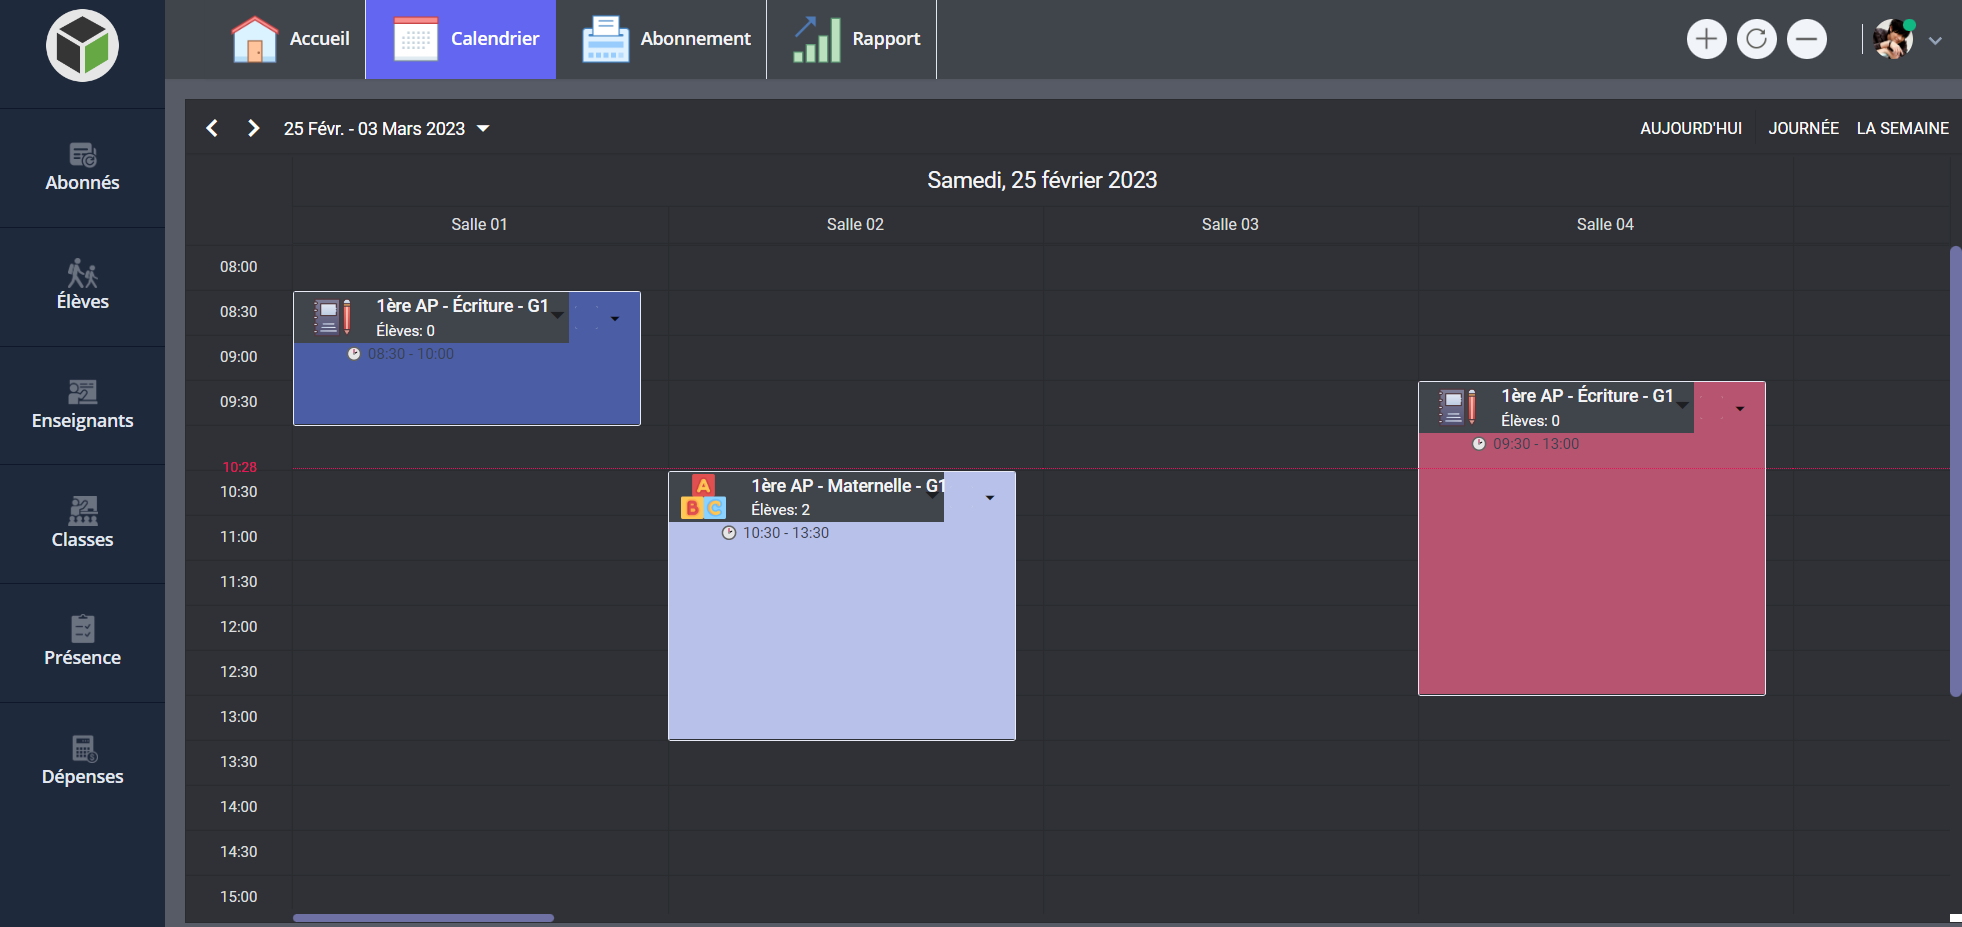 Accueil
Calendrier
Abonnement
Rapport
Abonnés
Élèves
Enseignants
Classes
Présence
Dépenses
25 Févr. - 03 Mars 2023
AUJOURD'HUI
JOURNÉE
LA SEMAINE
Samedi, 25 février 2023
Salle 01
Salle 02
Salle 03
Salle 04
08:00
08:30
09:00
09:30
10:28
10:30
11:00
11:30
12:00
12:30
13:00
13:30
14:00
14:30
15:00
1ère AP - Écriture - G1
Élèves: 0
08:30 - 10:00
A
B C
1ère AP - Maternelle - G1
Élèves: 2
10:30 - 13:30
1ère AP - Écriture - G1
Élèves: 0
09:30 - 13:00